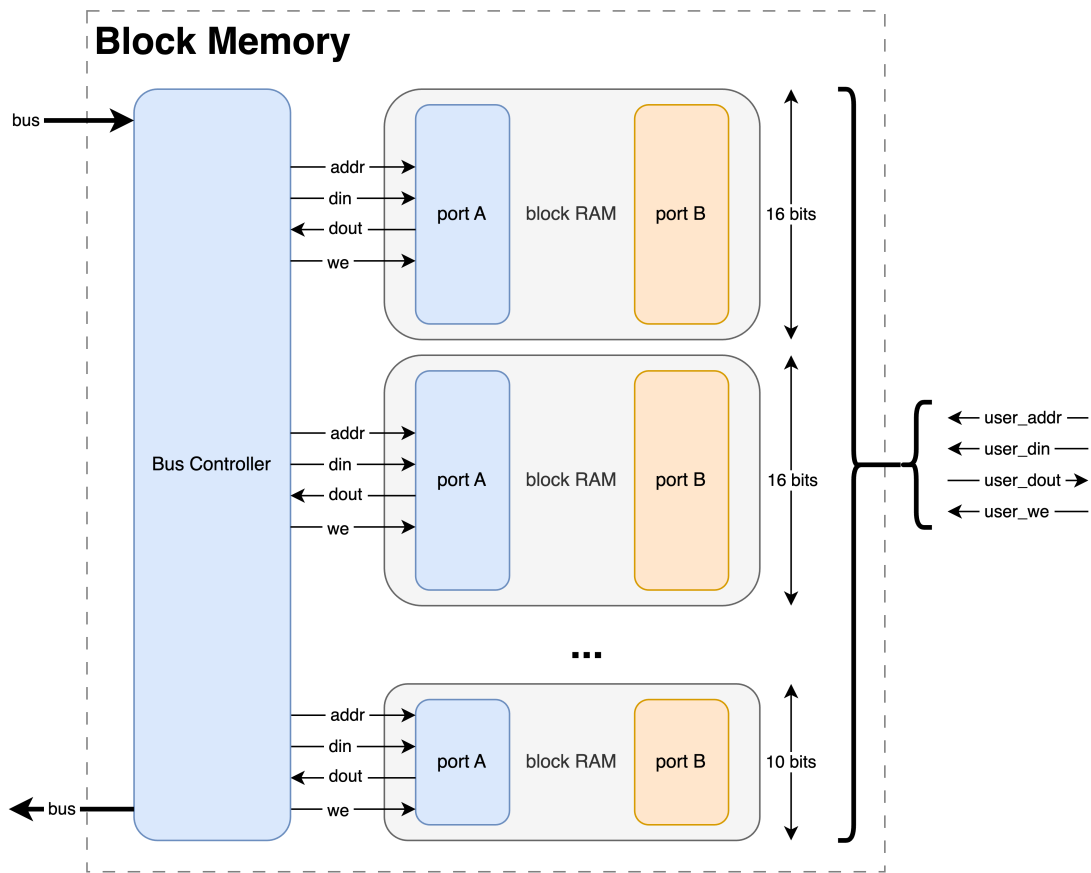 Block Memory
bus
Bus Controller
addr
din
dout
we
port A
block RAM
port B
16 bits
addr
din
dout
we
port A
block RAM
port B
16 bits
user_addr
user_din
user_dout
user_we
...
addr
din
dout
we
port A
block RAM
port B
10 bits
bus